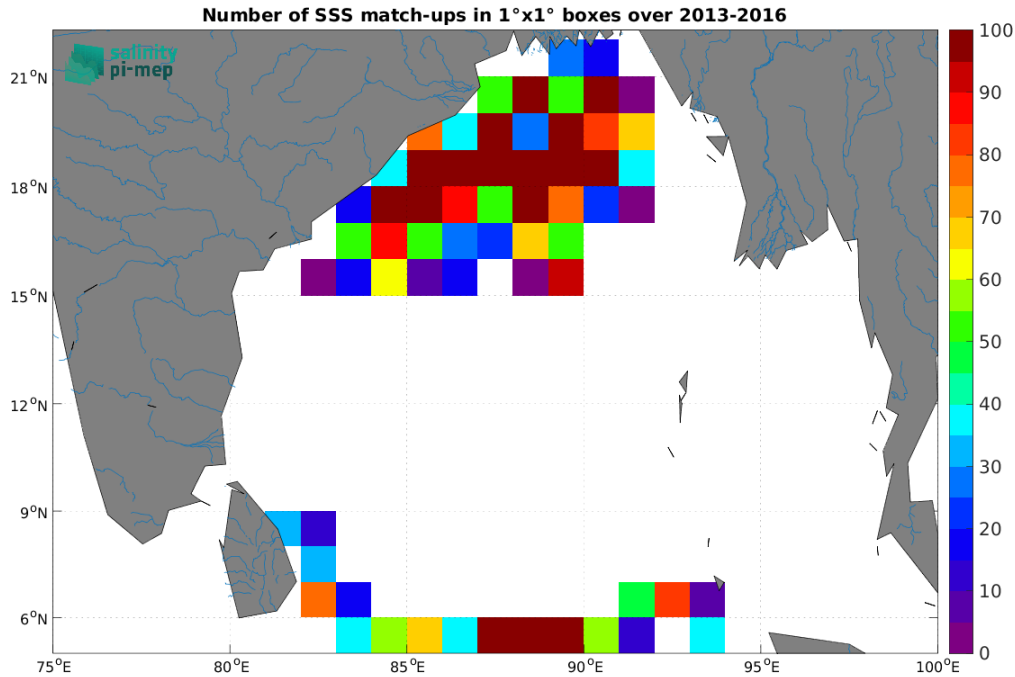 Number of SSS match-ups in 1°x1° boxes over 2013-2016
salinity
pi-mep
21°N
18°N
15°N
12°N
9°N
6°N
75°E
80°E
85°E
90°E
95°E
100°E
100
90
80
70
60
50
40
30
20
10
0